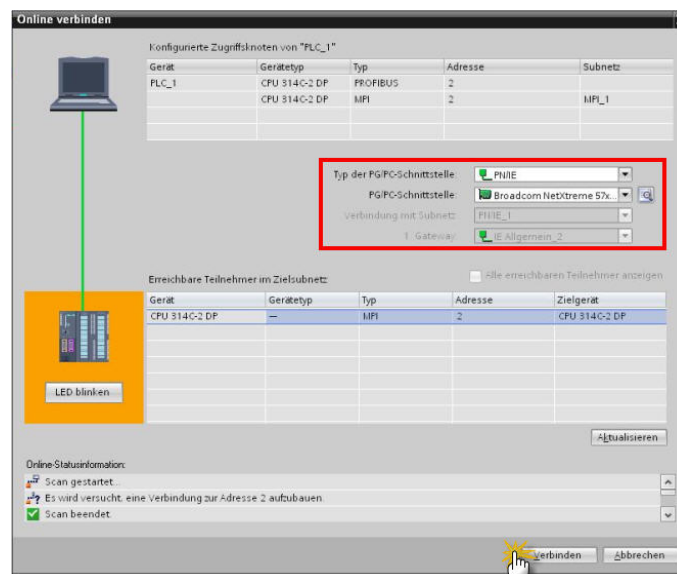 Online verbinden
Konfigurierte Zugriffsknoten von "PLC_1"
Gerät Gerätetyp Typ Adresse Subnetz
PLC_1 CPU 314C-2 DP PROFIBUS 2
CPU 314C-2 DP MPI 2 MPI_1
Typ der PG/PC-Schnittstelle: PN/IE
PG/PC-Schnittstelle: Broadcom NetXtreme 57x...
Verbindung mit Subnetz: PN/IE_1
1. Gateway: IE Allgemein_2
Erreichbare Teilnehmer im Zielsubnetz: Alle erreichbaren Teilnehmer anzeigen
Gerät Gerätetyp Typ Adresse Zielgerät
CPU 314C-2 DP — MPI 2 CPU 314C-2 DP
LED blinken
Aktualisieren
Online-Statusinformation:
Scan gestartet...
Es wird versucht, eine Verbindung zur Adresse 2 aufzubauen.
Scan beendet.
Verbinden Abbrechen